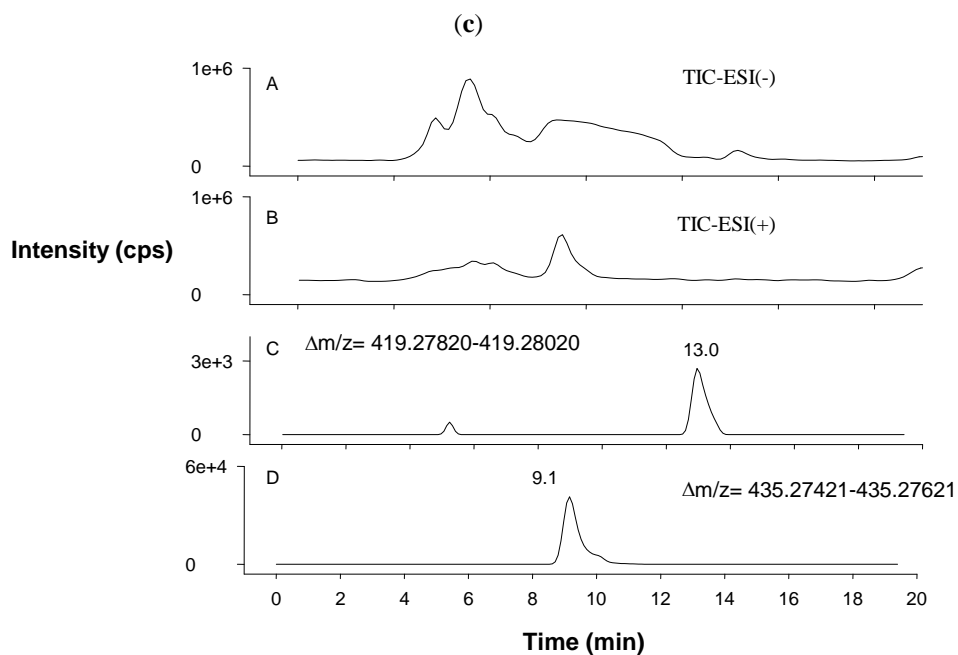 (c)
1e+6
A
TIC-ESI(-)
0
1e+6
B
TIC-ESI(+)
Intensity (cps)
0
C
Δm/z= 419.27820-419.28020
3e+3
13.0
0
6e+4
D
9.1
Δm/z= 435.27421-435.27621
0
0 2 4 6 8 10 12 14 16 18 20
Time (min)